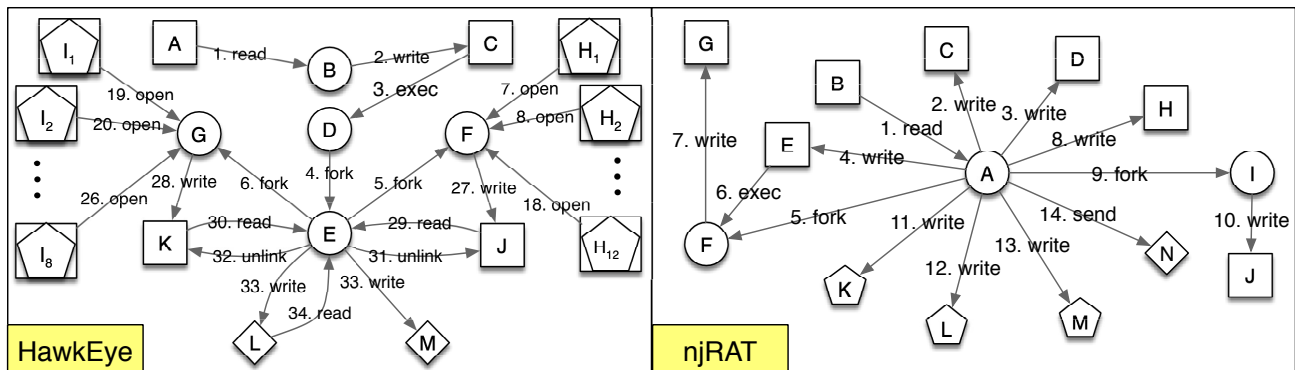 I1
A
C
H1
1. read
B
2. write
3. exec
19. open
7. open
I2
20. open
G
D
F
8. open
H2
28. write
6. fork
4. fork
5. fork
27. write
26. open
18. open
I8
K
30. read
E
29. read
J
H12
32. unlink
31. unlink
33. write
33. write
34. read
L
M
HawkEye
G
C
D
B
H
2. write
3. write
1. read
8. write
7. write
E
4. write
A
9. fork
I
6. exec
5. fork
11. write
14. send
10. write
F
13. write
N
12. write
J
K
L
M
njRAT